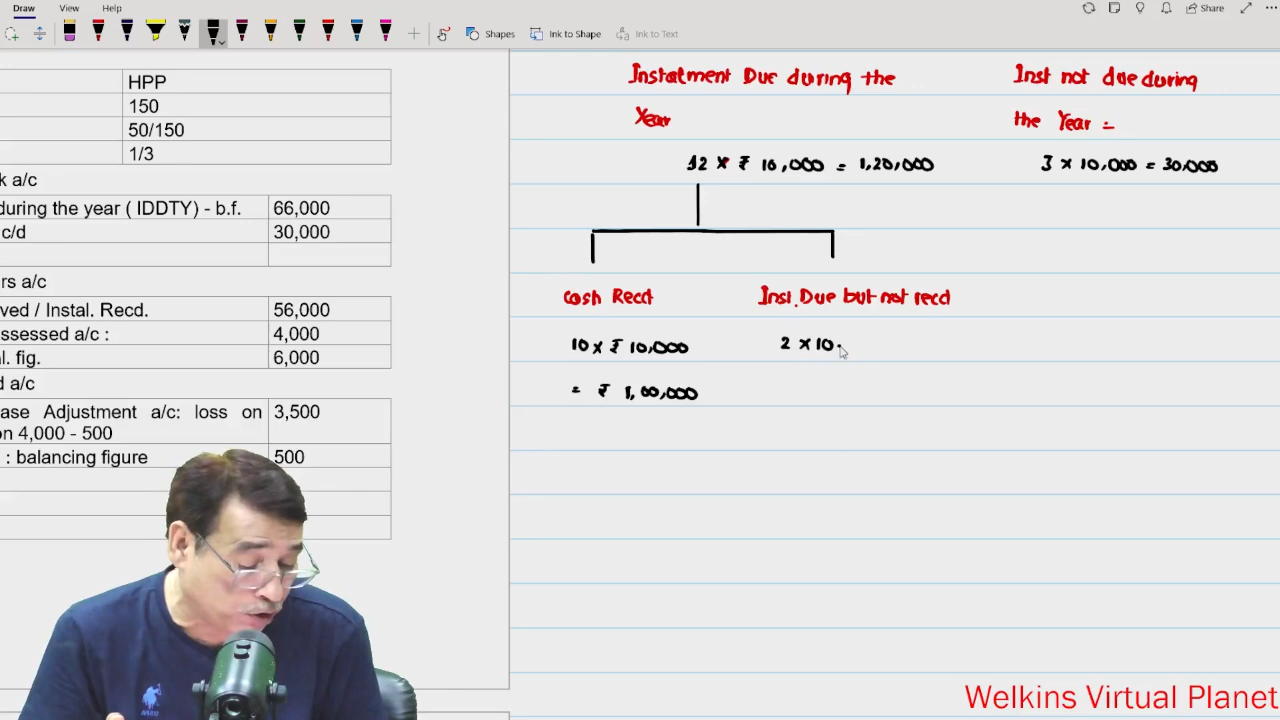 Draw View Help
Shapes Ink to Shape Ink to Text Share
HPP
150
50/150
1/3
k a/c
during the year ( IDDTY) - b.f. 66,000
c/d 30,000
rs a/c
ved / Instal. Recd. 56,000
ssessed a/c : 4,000
l. fig. 6,000
d a/c
ase Adjustment a/c: loss on 3,500
on 4,000 - 500
: balancing figure 500
Instalment Due during the
Year
12 × ₹ 10,000 = 1,20,000
Inst not due during
the Year =
3 × 10,000 = 30,000
Cash Recd
10 × ₹ 10,000
= ₹ 1,00,000
Inst. Due but not recd
2 × 10.
Welkins Virtual Planet